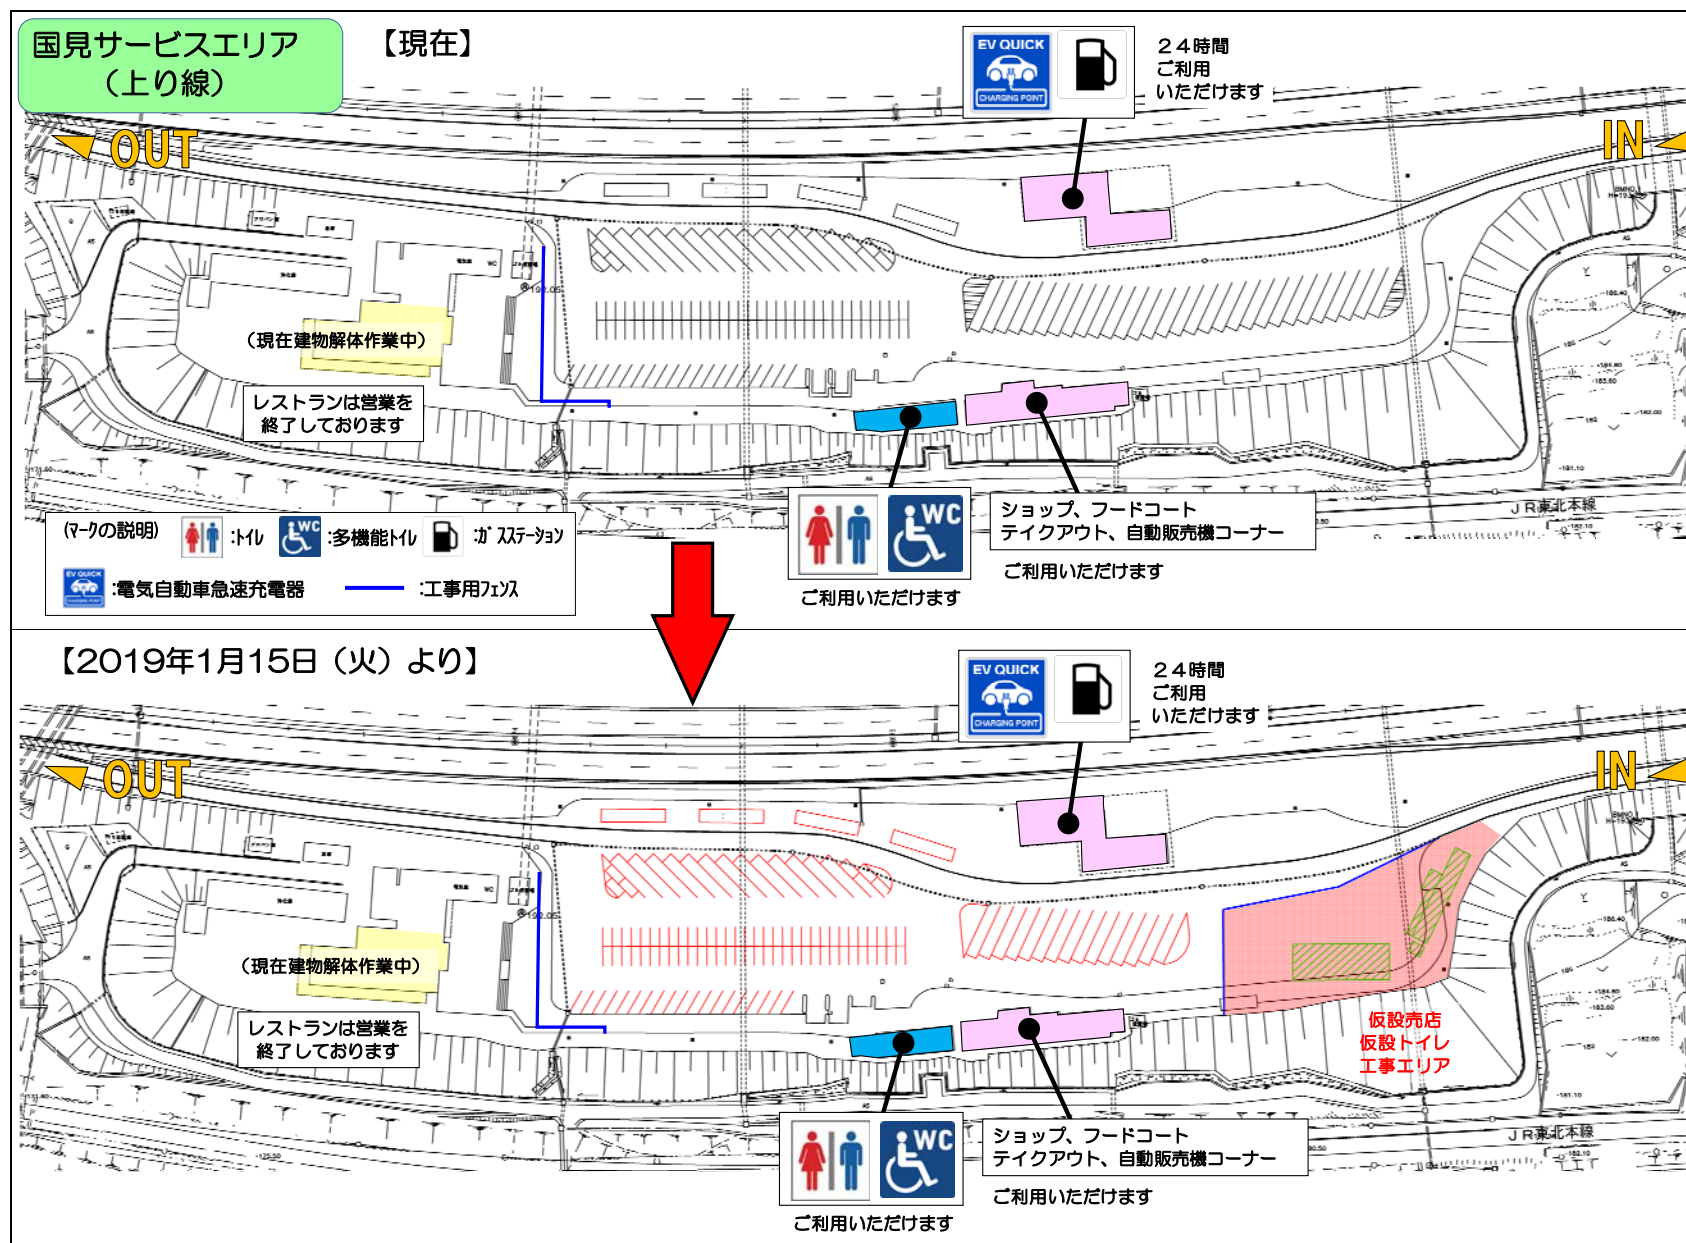 国見サービスエリア
（上り線）
【現在】
EV QUICK
CHARGING POINT
２４時間
ご利用
いただけます
OUT
IN
WC
192.05
（現在建物解体作業中）
レストランは営業を
終了しております
ショップ、フードコート
テイクアウト、自動販売機コーナー
ご利用いただけます
WC
ご利用いただけます
ＪＲ東北本線
(マークの説明)
:トイレ
WC
:多機能トイレ
:ガスステーション
EV QUICK
CHARGING POINT
:電気自動車急速充電器
:工事用フェンス
【2019年1月15日（火）より】
EV QUICK
CHARGING POINT
２４時間
ご利用
いただけます
OUT
IN
WC
192.05
（現在建物解体作業中）
レストランは営業を
終了しております
仮設売店
仮設トイレ
工事エリア
ショップ、フードコート
テイクアウト、自動販売機コーナー
ご利用いただけます
WC
ご利用いただけます
ＪＲ東北本線